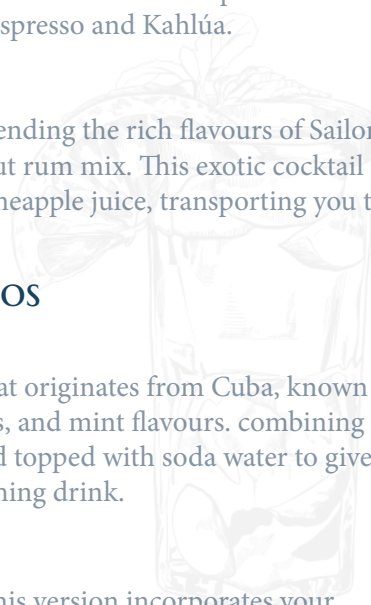 spresso and Kahlúa.
ending the rich flavours of Sailor
ut rum mix. This exotic cocktail
neapple juice, transporting you t
os
at originates from Cuba, known
s, and mint flavours. combining
d topped with soda water to give
ning drink.
his version incorporates your